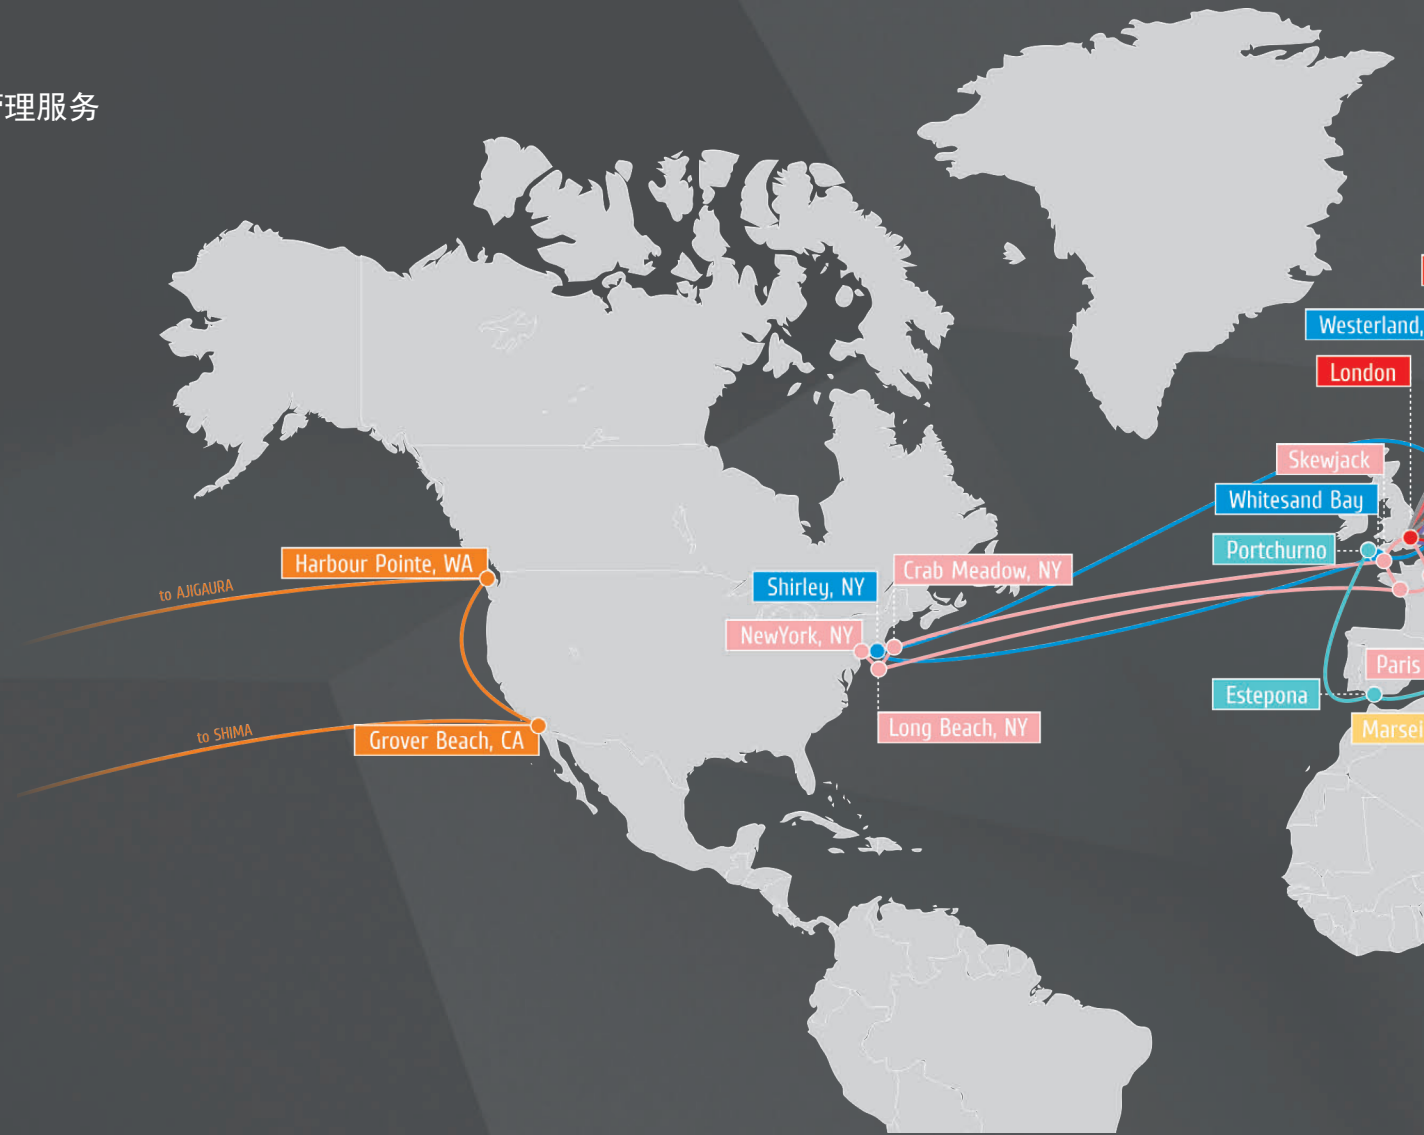 理服务
Westerland,
London
Skewjack
Whitesand Bay
Portchurno
Harbour Pointe, WA
to AJIGAURA
Crab Meadow, NY
Shirley, NY
NewYork, NY
Paris
Estepona
Long Beach, NY
Marsei
to SHIMA
Grover Beach, CA